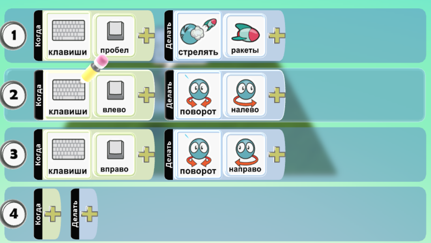 1 Когда клавиши пробел Делать стрелять ракеты
2 Когда клавиши влево Делать поворот налево
3 Когда клавиши вправо Делать поворот направо
4 Когда Делать